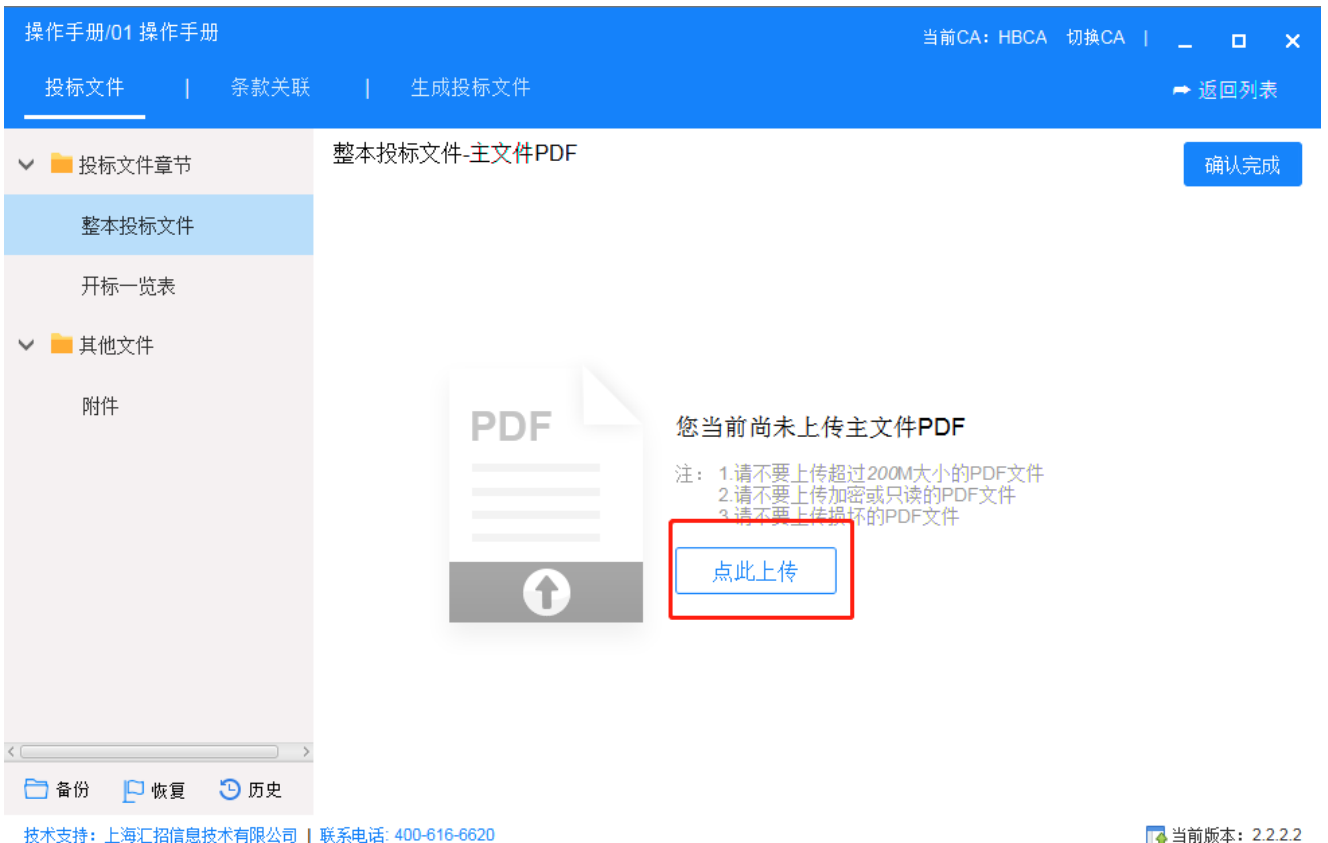 操作手册/01 操作手册
当前CA：HBCA 切换CA |
投标文件 | 条款关联 | 生成投标文件
返回列表
投标文件章节
整本投标文件
开标一览表
其他文件
附件
整本投标文件-主文件PDF
确认完成
PDF
您当前尚未上传主文件PDF
注： 1.请不要上传超过200M大小的PDF文件
2.请不要上传加密或只读的PDF文件
3.请不要上传损坏的PDF文件
点此上传
备份 恢复 历史
技术支持：上海汇招信息技术有限公司 | 联系电话: 400-616-6620
当前版本：2.2.2.2